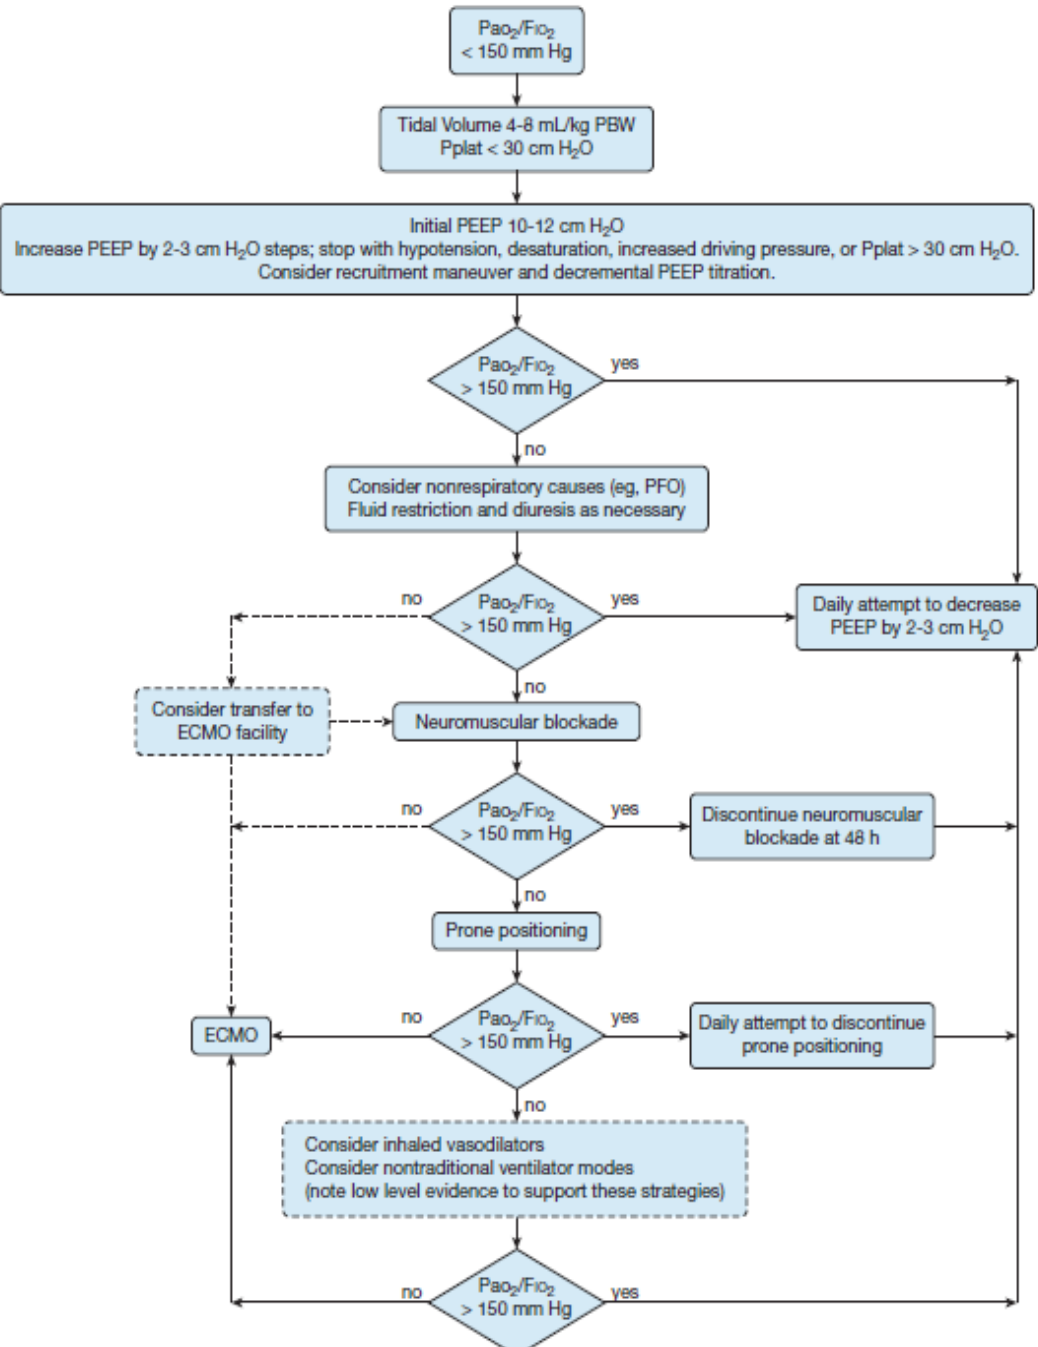 PaO₂/FIO₂
< 150 mm Hg
Tidal Volume 4-8 mL/kg PBW
Pplat < 30 cm H₂O
Initial PEEP 10-12 cm H₂O
Increase PEEP by 2-3 cm H₂O steps; stop with hypotension, desaturation, increased driving pressure, or Pplat > 30 cm H₂O.
Consider recruitment maneuver and decremental PEEP titration.
PaO₂/FIO₂
> 150 mm Hg
yes
no
Consider nonrespiratory causes (eg, PFO)
Fluid restriction and diuresis as necessary
no
PaO₂/FIO₂
> 150 mm Hg
yes
Daily attempt to decrease
PEEP by 2-3 cm H₂O
no
Consider transfer to
ECMO facility
Neuromuscular blockade
no
PaO₂/FIO₂
> 150 mm Hg
yes
Discontinue neuromuscular
blockade at 48 h
no
Prone positioning
ECMO
no
PaO₂/FIO₂
> 150 mm Hg
yes
Daily attempt to discontinue
prone positioning
no
Consider inhaled vasodilators
Consider nontraditional ventilator modes
(note low level evidence to support these strategies)
no
PaO₂/FIO₂
> 150 mm Hg
yes